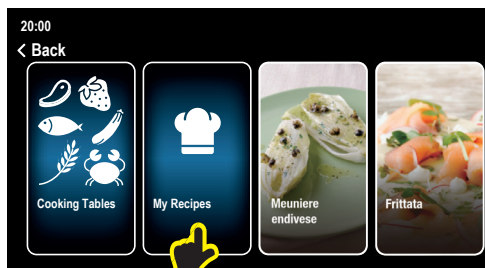 20:00
< Back
Cooking Tables
My Recipes
Meuniere
endivese
Frittata